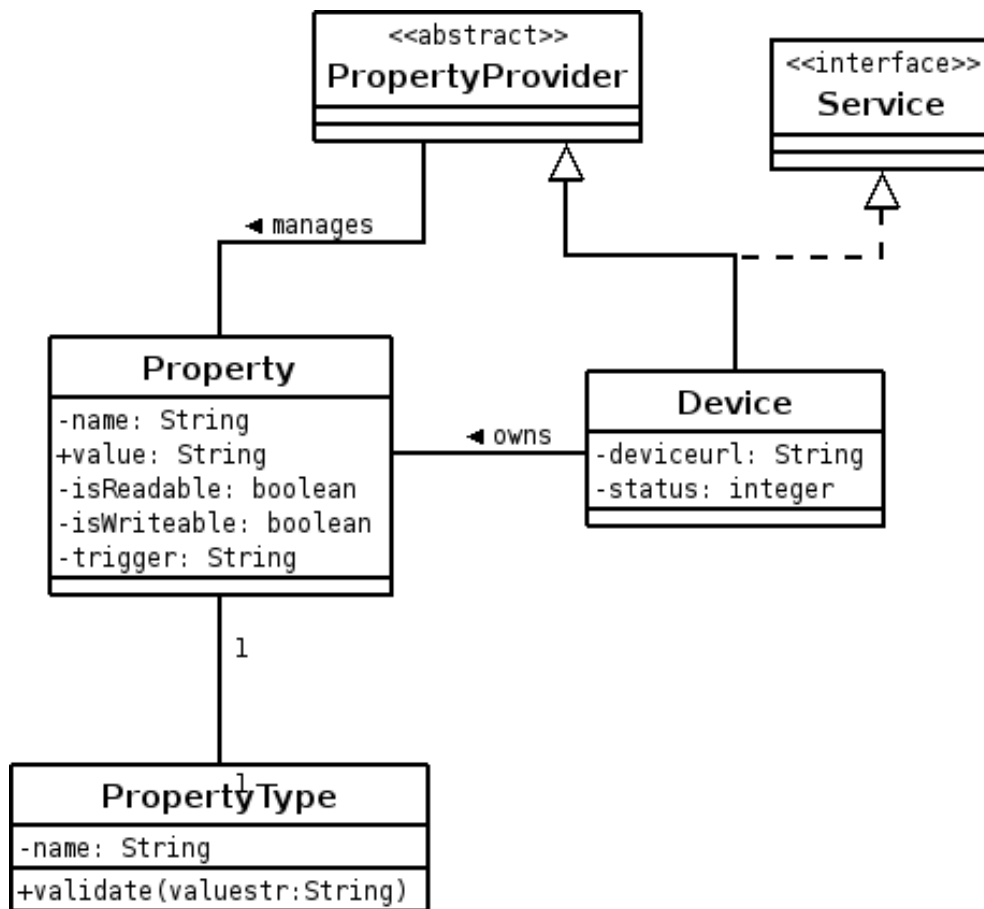 <<abstract>>
PropertyProvider
<<interface>>
Service
◄ manages
Property
-name: String
+value: String
-isReadable: boolean
-isWriteable: boolean
-trigger: String
◄ owns
Device
-deviceurl: String
-status: integer
1
1
PropertyType
-name: String
+validate(valuestr:String)